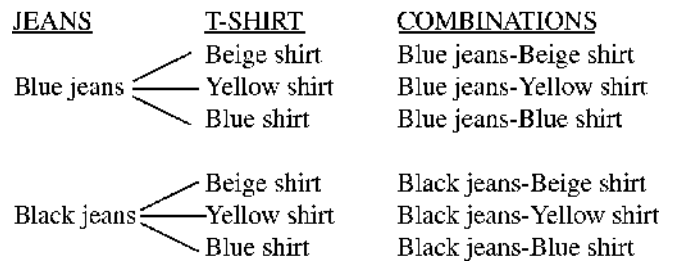 JEANS T-SHIRT COMBINATIONS
Beige shirt Blue jeans-Beige shirt
Blue jeans Yellow shirt Blue jeans-Yellow shirt
Blue shirt Blue jeans-Blue shirt
Beige shirt Black jeans-Beige shirt
Black jeans Yellow shirt Black jeans-Yellow shirt
Blue shirt Black jeans-Blue shirt